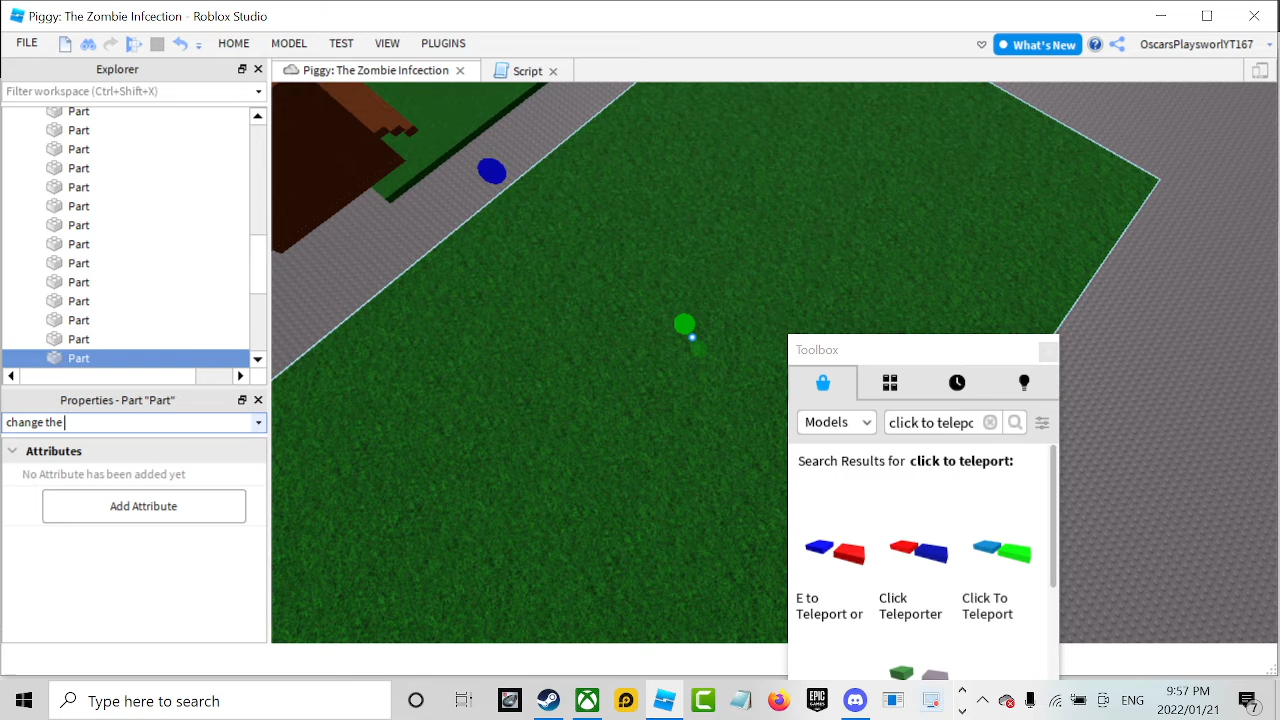 Piggy: The Zombie Infcection - Roblox Studio
FILE
HOME
MODEL
TEST
VIEW
PLUGINS
What's New
OscarsPlaysworlYT167
Explorer
Piggy: The Zombie Infcection
Script
Filter workspace (Ctrl+Shift+X)
Part
Part
Part
Part
Part
Part
Part
Part
Part
Part
Part
Part
Part
Part
Properties - Part "Part"
change the
Attributes
No Attribute has been added yet
Add Attribute
Toolbox
Models
click to telepc
Search Results for click to teleport:
E to
Teleport or
Click
Teleporter
Click To
Teleport
Type here to search
ENG
9:57 PM
2022/01/21
7